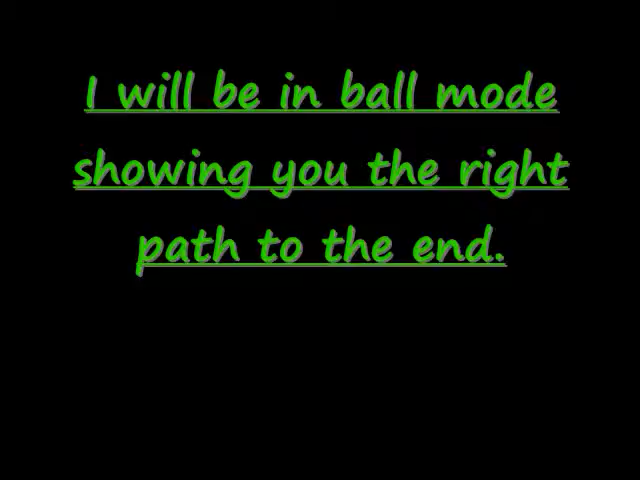 I will be in ball mode
showing you the right
path to the end.